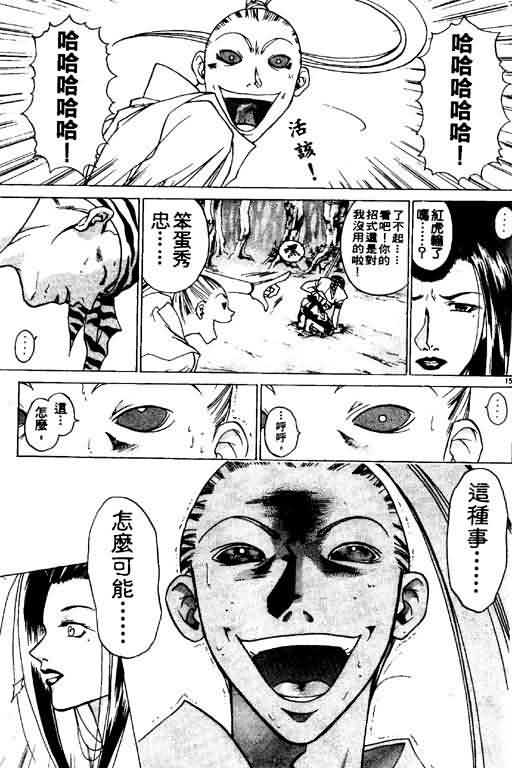 哈哈哈哈哈！
哈哈哈哈哈！
活該！
…
紅虎輸了
嗎……？
了不起……
看吧！你的
招式還是對
我沒用的啦！
笨蛋秀
忠……
…
…
…呼呼，
這…
怎麼，
這種事……
怎麼可能……
15